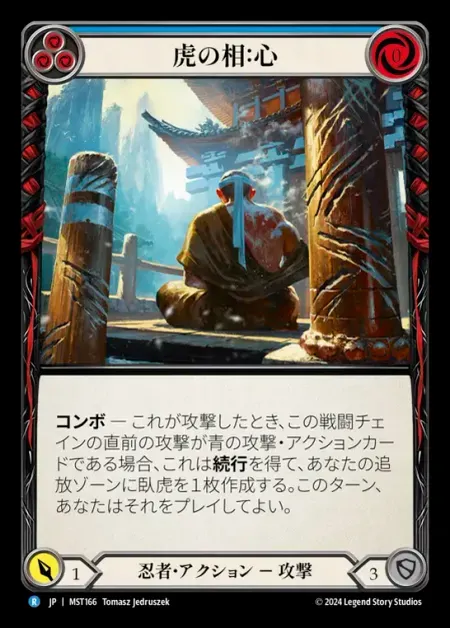 0
虎の相:心
コンボ ― これが攻撃したとき、この戦闘チェ
インの直前の攻撃が青の攻撃・アクションカー
ドである場合、これは続行を得て、あなたの追
放ゾーンに臥虎を1枚作成する。このターン、
あなたはそれをプレイしてよい。
1
忍者・アクション ― 攻撃
3
R JP | MST166 Tomasz Jedruszek
© 2024 Legend Story Studios